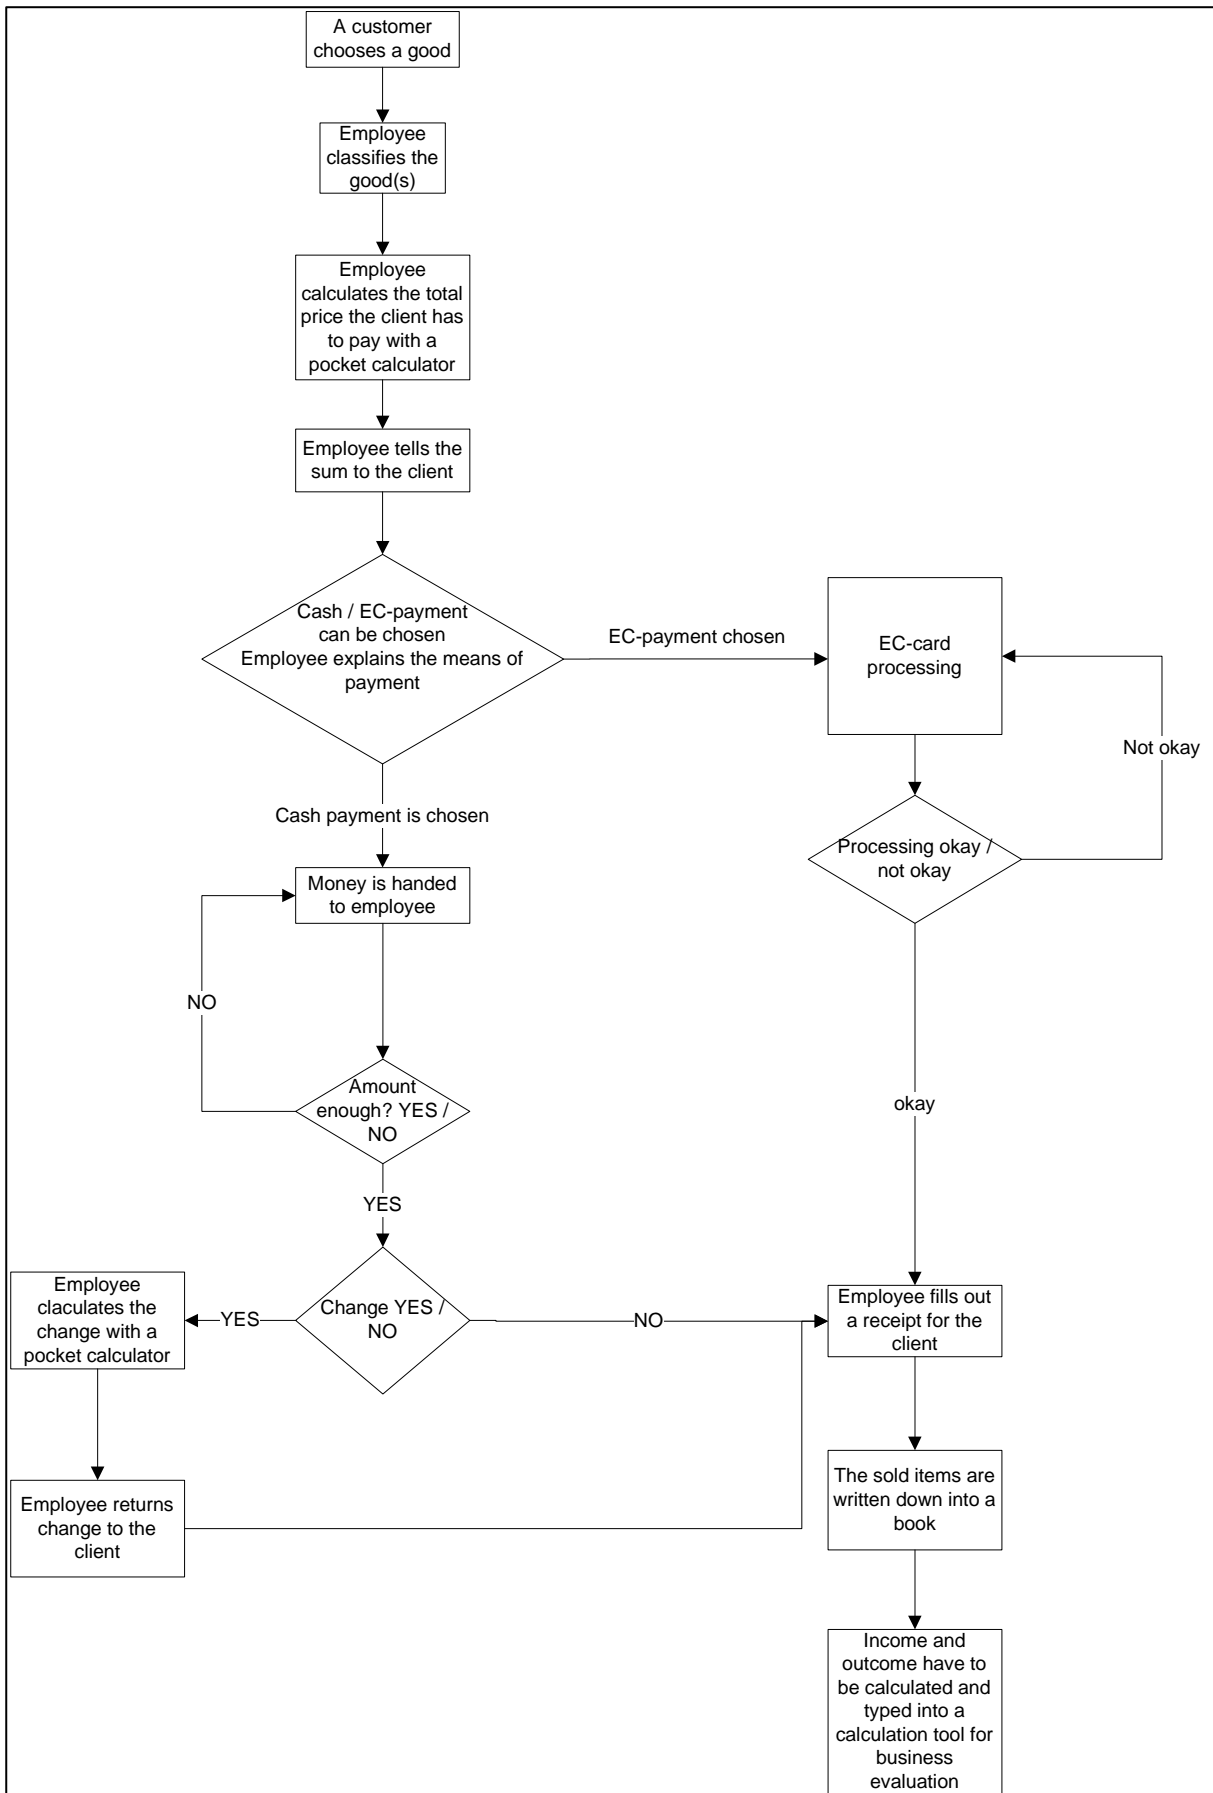 A customer
chooses a good
Employee
classifies the
good(s)
Employee
calculates the total
price the client has
to pay with a
pocket calculator
Employee tells the
sum to the client
Cash / EC-payment
can be chosen
Employee explains the means of
payment
EC-payment chosen
EC-card
processing
Not okay
Cash payment is chosen
Processing okay /
not okay
Money is handed
to employee
NO
Amount
enough? YES /
NO
okay
YES
Employee
claculates the
change with a
pocket calculator
YES
Change YES /
NO
NO
Employee fills out
a receipt for the
client
Employee returns
change to the
client
The sold items are
written down into a
book
Income and
outcome have to
be calculated and
typed into a
calculation tool for
business
evaluation